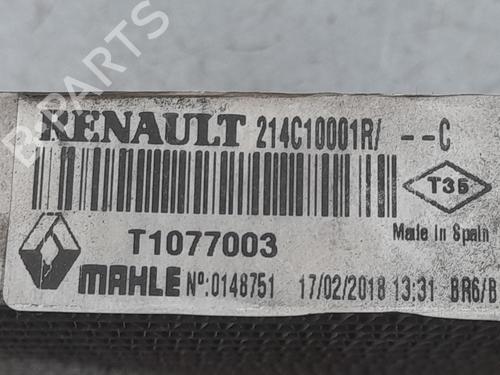 RENAULT 214C10001R/ --C
T35
Made in Spain
T1077003
MAHLE Nº:0148751 17/02/2018 13:31 BR6/B
B-PARTS